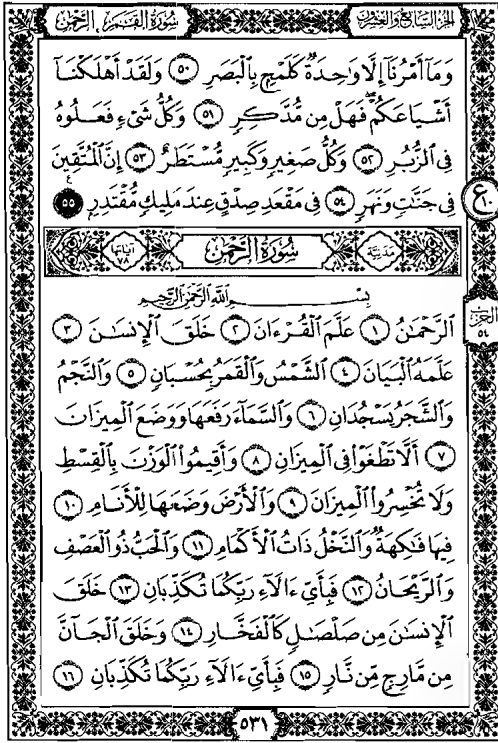 الجزء السابع والعشرون
سورة القمر ، الرحمن
وَمَآ أَمْرُنَآ إِلَّا وَٰحِدَةٌ كَلَمْحٍۭ بِٱلْبَصَرِ ٥٠ وَلَقَدْ أَهْلَكْنَآ
أَشْيَاعَكُمْ فَهَلْ مِن مُّدَّكِرٍ ٥١ وَكُلُّ شَىْءٍ فَعَلُوهُ
فِى ٱلزُّبُرِ ٥٢ وَكُلُّ صَغِيرٍ وَكَبِيرٍ مُّسْتَطَرٌ ٥٣ إِنَّ ٱلْمُتَّقِينَ
فِى جَنَّٰتٍ وَنَهَرٍ ٥٤ فِى مَقْعَدِ صِدْقٍ عِندَ مَلِيكٍ مُّقْتَدِرٍۭ ٥٥
ع ١٠
مدنية سُورَةُ الرَّحْمٰن آياتها ٧٨
بِسْمِ ٱللَّهِ ٱلرَّحْمَٰنِ ٱلرَّحِيمِ
الحزب ٥٤
ٱلرَّحْمَٰنُ ١ عَلَّمَ ٱلْقُرْءَانَ ٢ خَلَقَ ٱلْإِنسَٰنَ ٣
عَلَّمَهُ ٱلْبَيَانَ ٤ ٱلشَّمْسُ وَٱلْقَمَرُ بِحُسْبَانٍ ٥ وَٱلنَّجْمُ
وَٱلشَّجَرُ يَسْجُدَانِ ٦ وَٱلسَّمَآءَ رَفَعَهَا وَوَضَعَ ٱلْمِيزَانَ
٧ أَلَّا تَطْغَوْا۟ فِى ٱلْمِيزَانِ ٨ وَأَقِيمُوا۟ ٱلْوَزْنَ بِٱلْقِسْطِ
وَلَا تُخْسِرُوا۟ ٱلْمِيزَانَ ٩ وَٱلْأَرْضَ وَضَعَهَا لِلْأَنَامِ ١٠
فِيهَا فَٰكِهَةٌ وَٱلنَّخْلُ ذَاتُ ٱلْأَكْمَامِ ١١ وَٱلْحَبُّ ذُو ٱلْعَصْفِ
وَٱلرَّيْحَانُ ١٢ فَبِأَىِّ ءَالَآءِ رَبِّكُمَا تُكَذِّبَانِ ١٣ خَلَقَ
ٱلْإِنسَٰنَ مِن صَلْصَٰلٍ كَٱلْفَخَّارِ ١٤ وَخَلَقَ ٱلْجَآنَّ
مِن مَّارِجٍ مِّن نَّارٍ ١٥ فَبِأَىِّ ءَالَآءِ رَبِّكُمَا تُكَذِّبَانِ ١٦
٥٣١